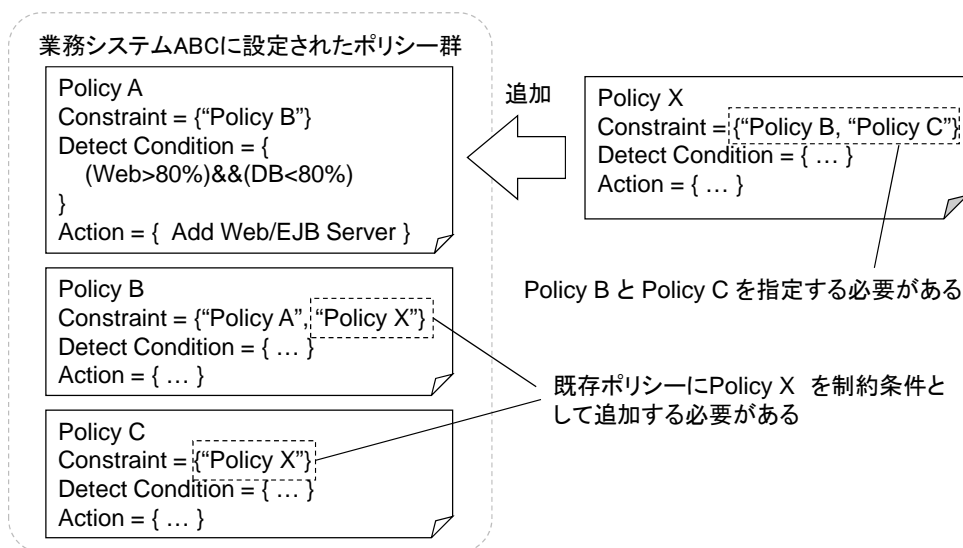 業務システムABCに設定されたポリシー群
Policy A
Constraint = {“Policy B”}
Detect Condition = {
(Web>80%)&&(DB<80%)
}
Action = { Add Web/EJB Server }
追加
Policy X
Constraint = {“Policy B, “Policy C”}
Detect Condition = { … }
Action = { … }
Policy B と Policy C を指定する必要がある
Policy B
Constraint = {“Policy A”, “Policy X”}
Detect Condition = { … }
Action = { … }
既存ポリシーにPolicy X を制約条件と
して追加する必要がある
Policy C
Constraint = {“Policy X”}
Detect Condition = { … }
Action = { … }